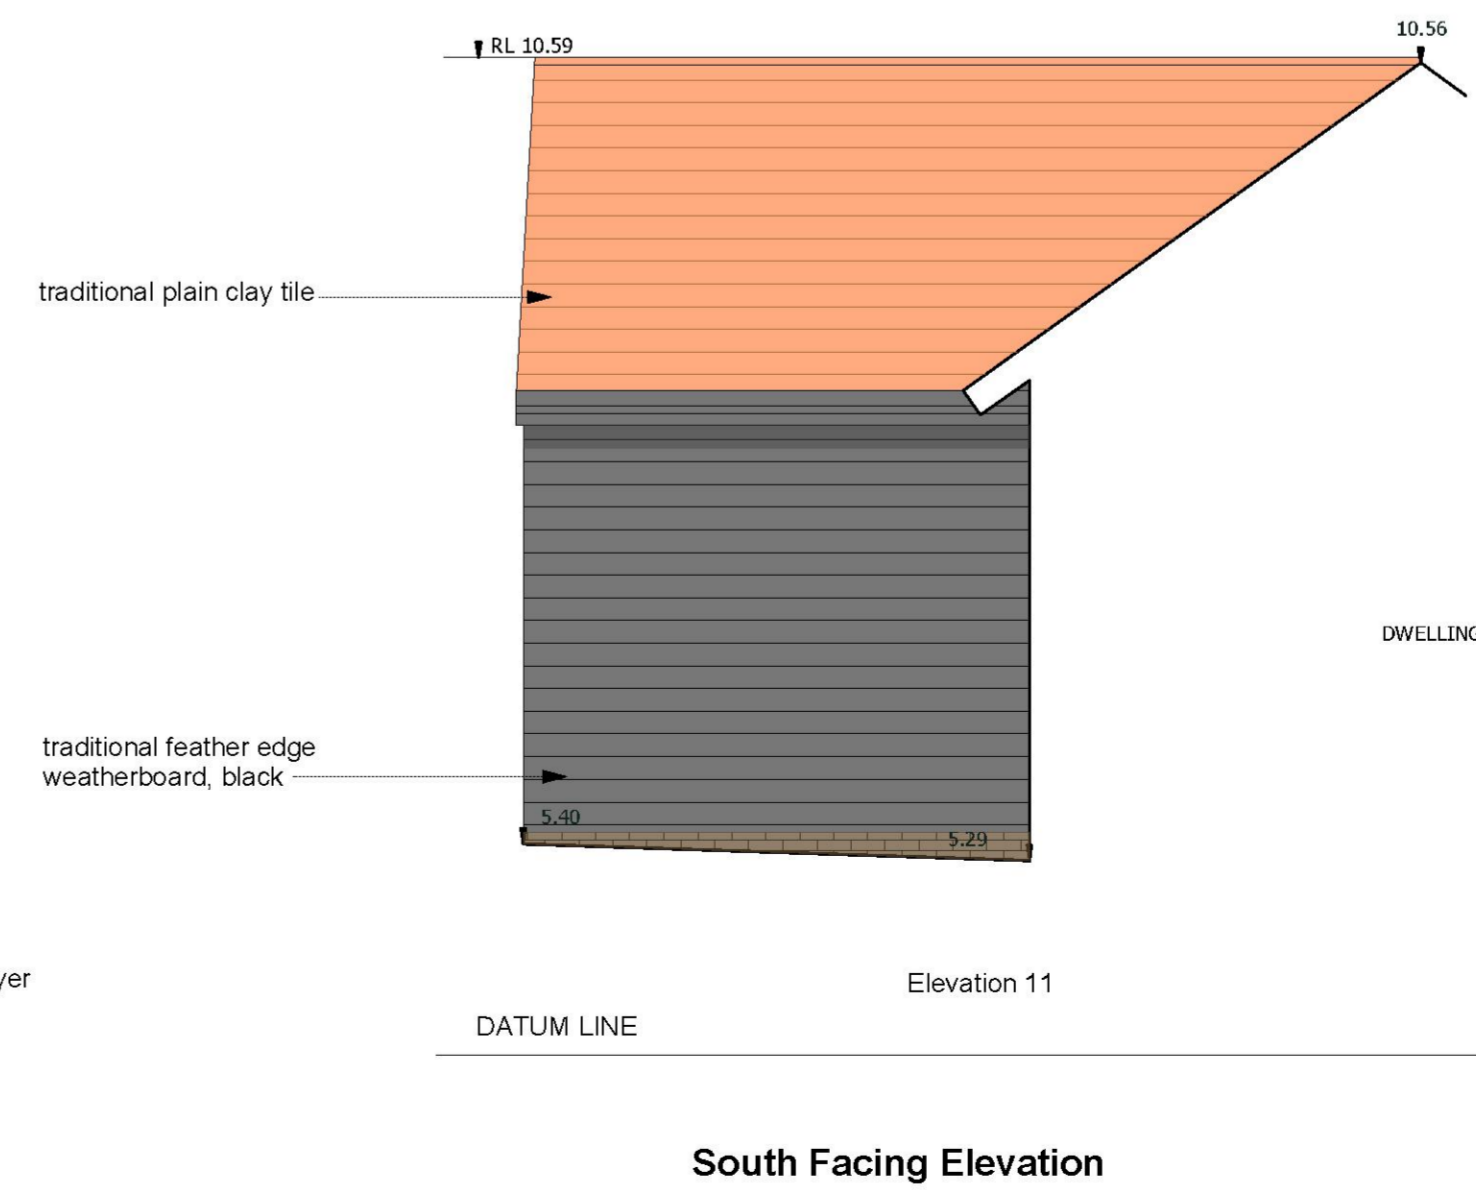 10.56
RL 10.59
traditional plain clay tile
DWELLING
traditional feather edge
weatherboard, black
5.40
5.29
yer
Elevation 11
DATUM LINE
South Facing Elevation